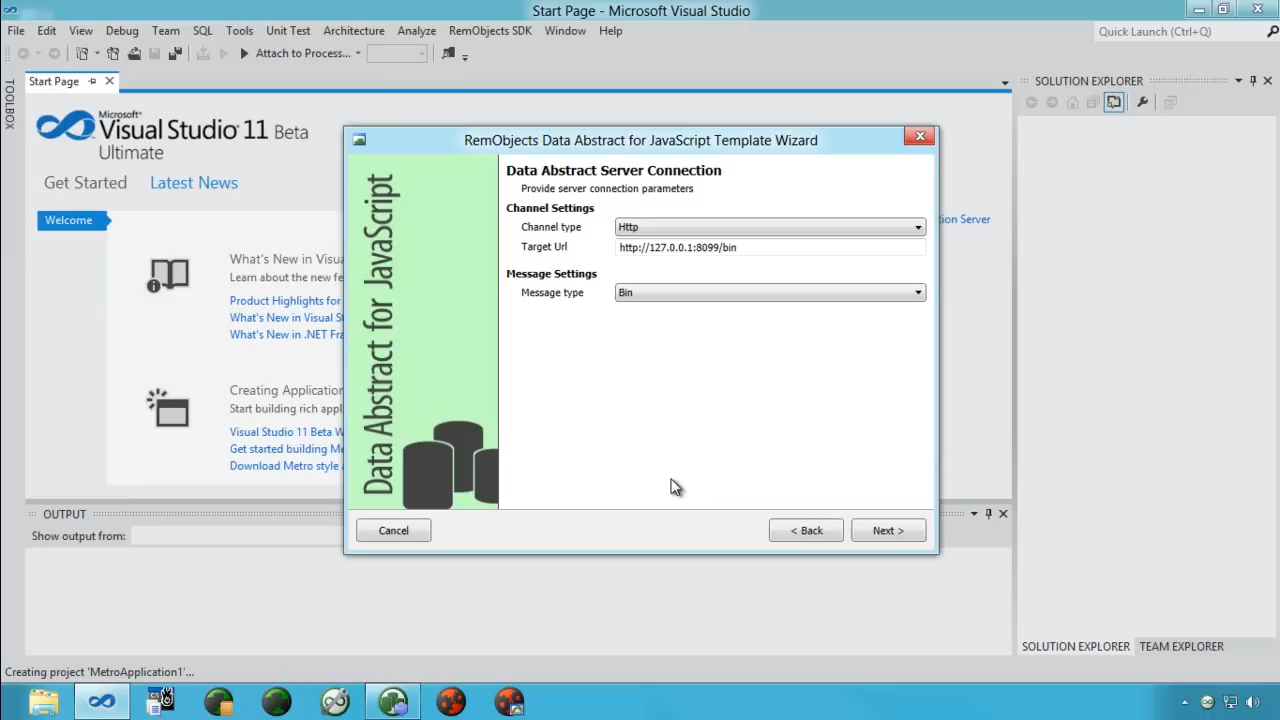 Start Page - Microsoft Visual Studio
File Edit View Debug Team SQL Tools Unit Test Architecture Analyze RemObjects SDK Window Help
Quick Launch (Ctrl+Q)
Attach to Process...
TOOLBOX
Start Page
SOLUTION EXPLORER
Microsoft®
Visual Studio® 11 Beta
Ultimate
Get Started Latest News
Welcome
What's New in Visua
Learn about the new fe
Product Highlights for
What's New in Visual St
What's New in .NET Fra
Creating Application
Start building rich appl
Visual Studio 11 Beta W
Get started building Me
Download Metro style a
ion Server
RemObjects Data Abstract for JavaScript Template Wizard
Data Abstract for JavaScript
Data Abstract Server Connection
Provide server connection parameters
Channel Settings
Channel type Http
Target Url http://127.0.0.1:8099/bin
Message Settings
Message type Bin
Cancel < Back Next >
OUTPUT
Show output from:
SOLUTION EXPLORER TEAM EXPLORER
Creating project 'MetroApplication1'...